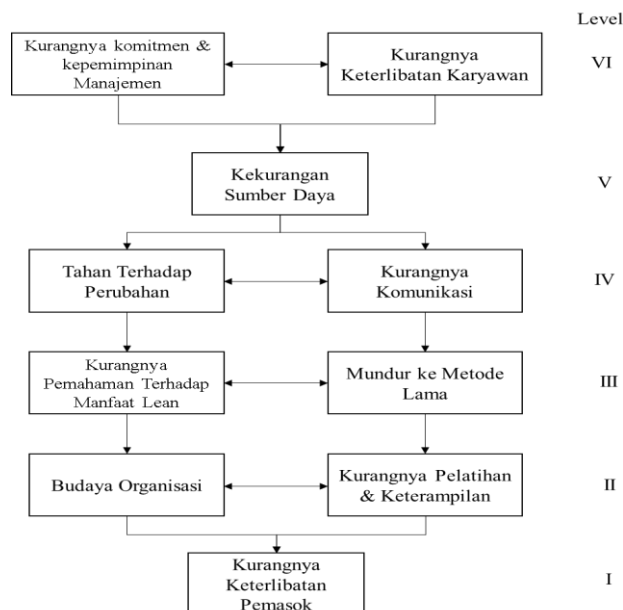 Level
Kurangnya komitmen &
kepemimpinan
Manajemen
Kurangnya
Keterlibatan Karyawan
VI
Kekurangan
Sumber Daya
V
Tahan Terhadap
Perubahan
Kurangnya
Komunikasi
IV
Kurangnya
Pemahaman Terhadap
Manfaat Lean
Mundur ke Metode
Lama
III
Budaya Organisasi
Kurangnya Pelatihan
& Keterampilan
II
Kurangnya
Keterlibatan
Pemasok
I